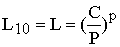 L₁₀ = L = (C/P)ᵖ